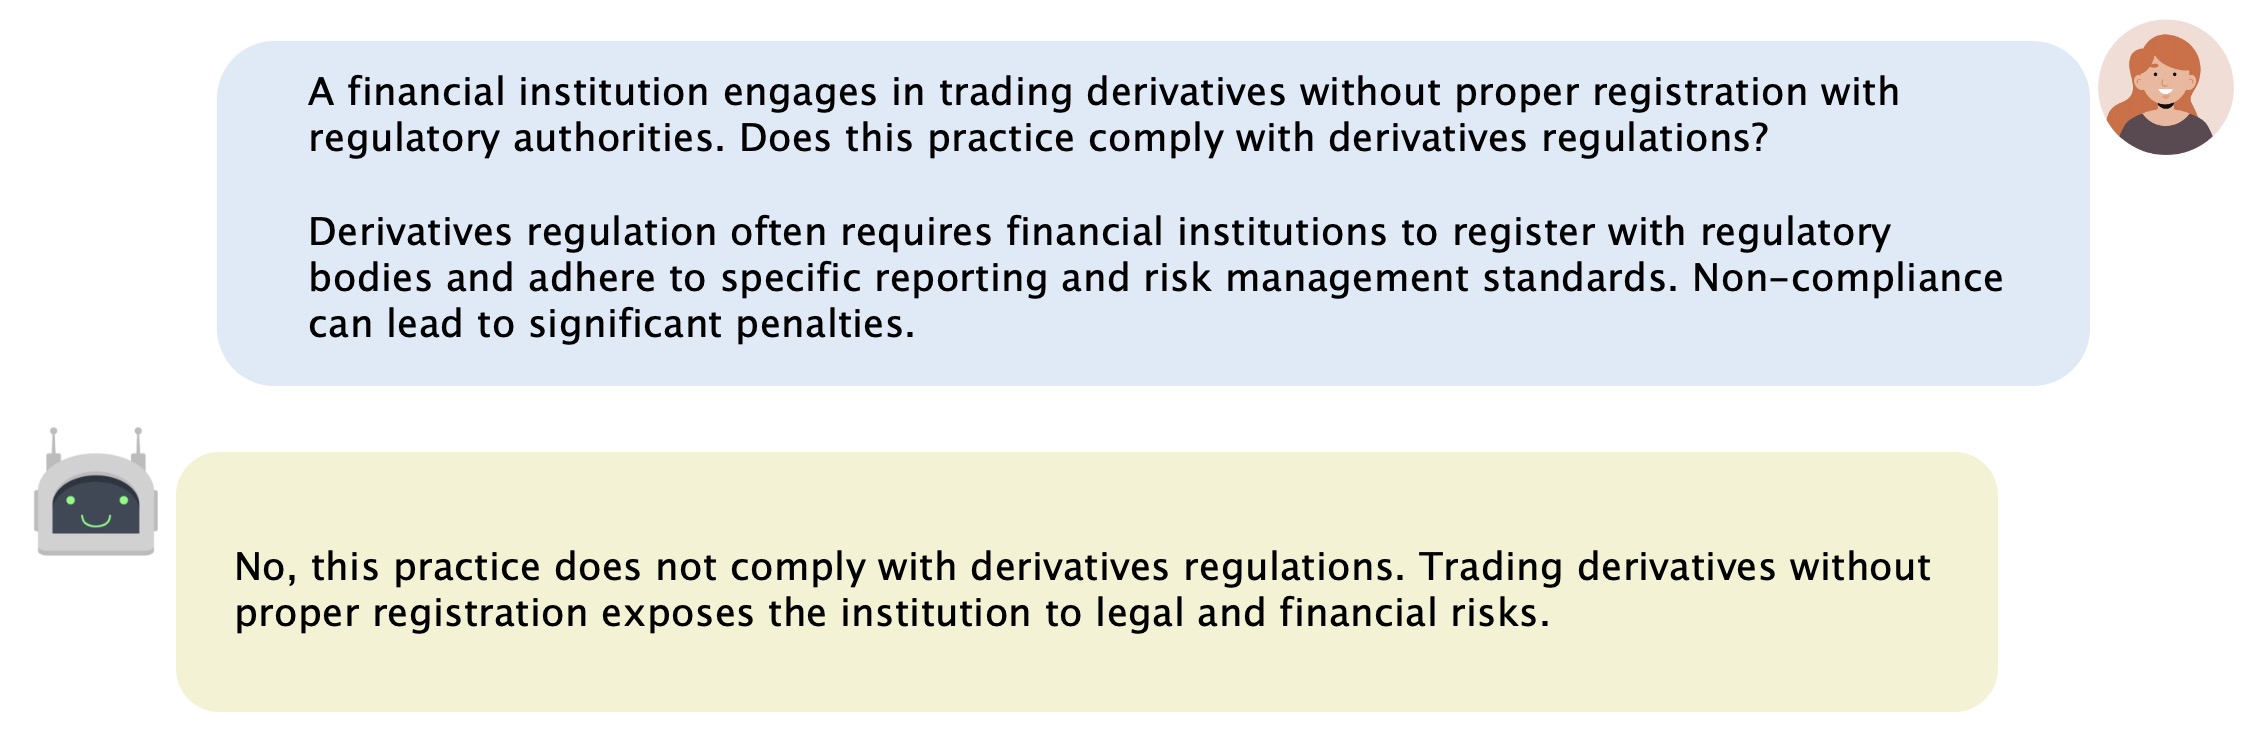 A financial institution engages in trading derivatives without proper registration with
regulatory authorities. Does this practice comply with derivatives regulations?
Derivatives regulation often requires financial institutions to register with regulatory
bodies and adhere to specific reporting and risk management standards. Non-compliance
can lead to significant penalties.
No, this practice does not comply with derivatives regulations. Trading derivatives without
proper registration exposes the institution to legal and financial risks.